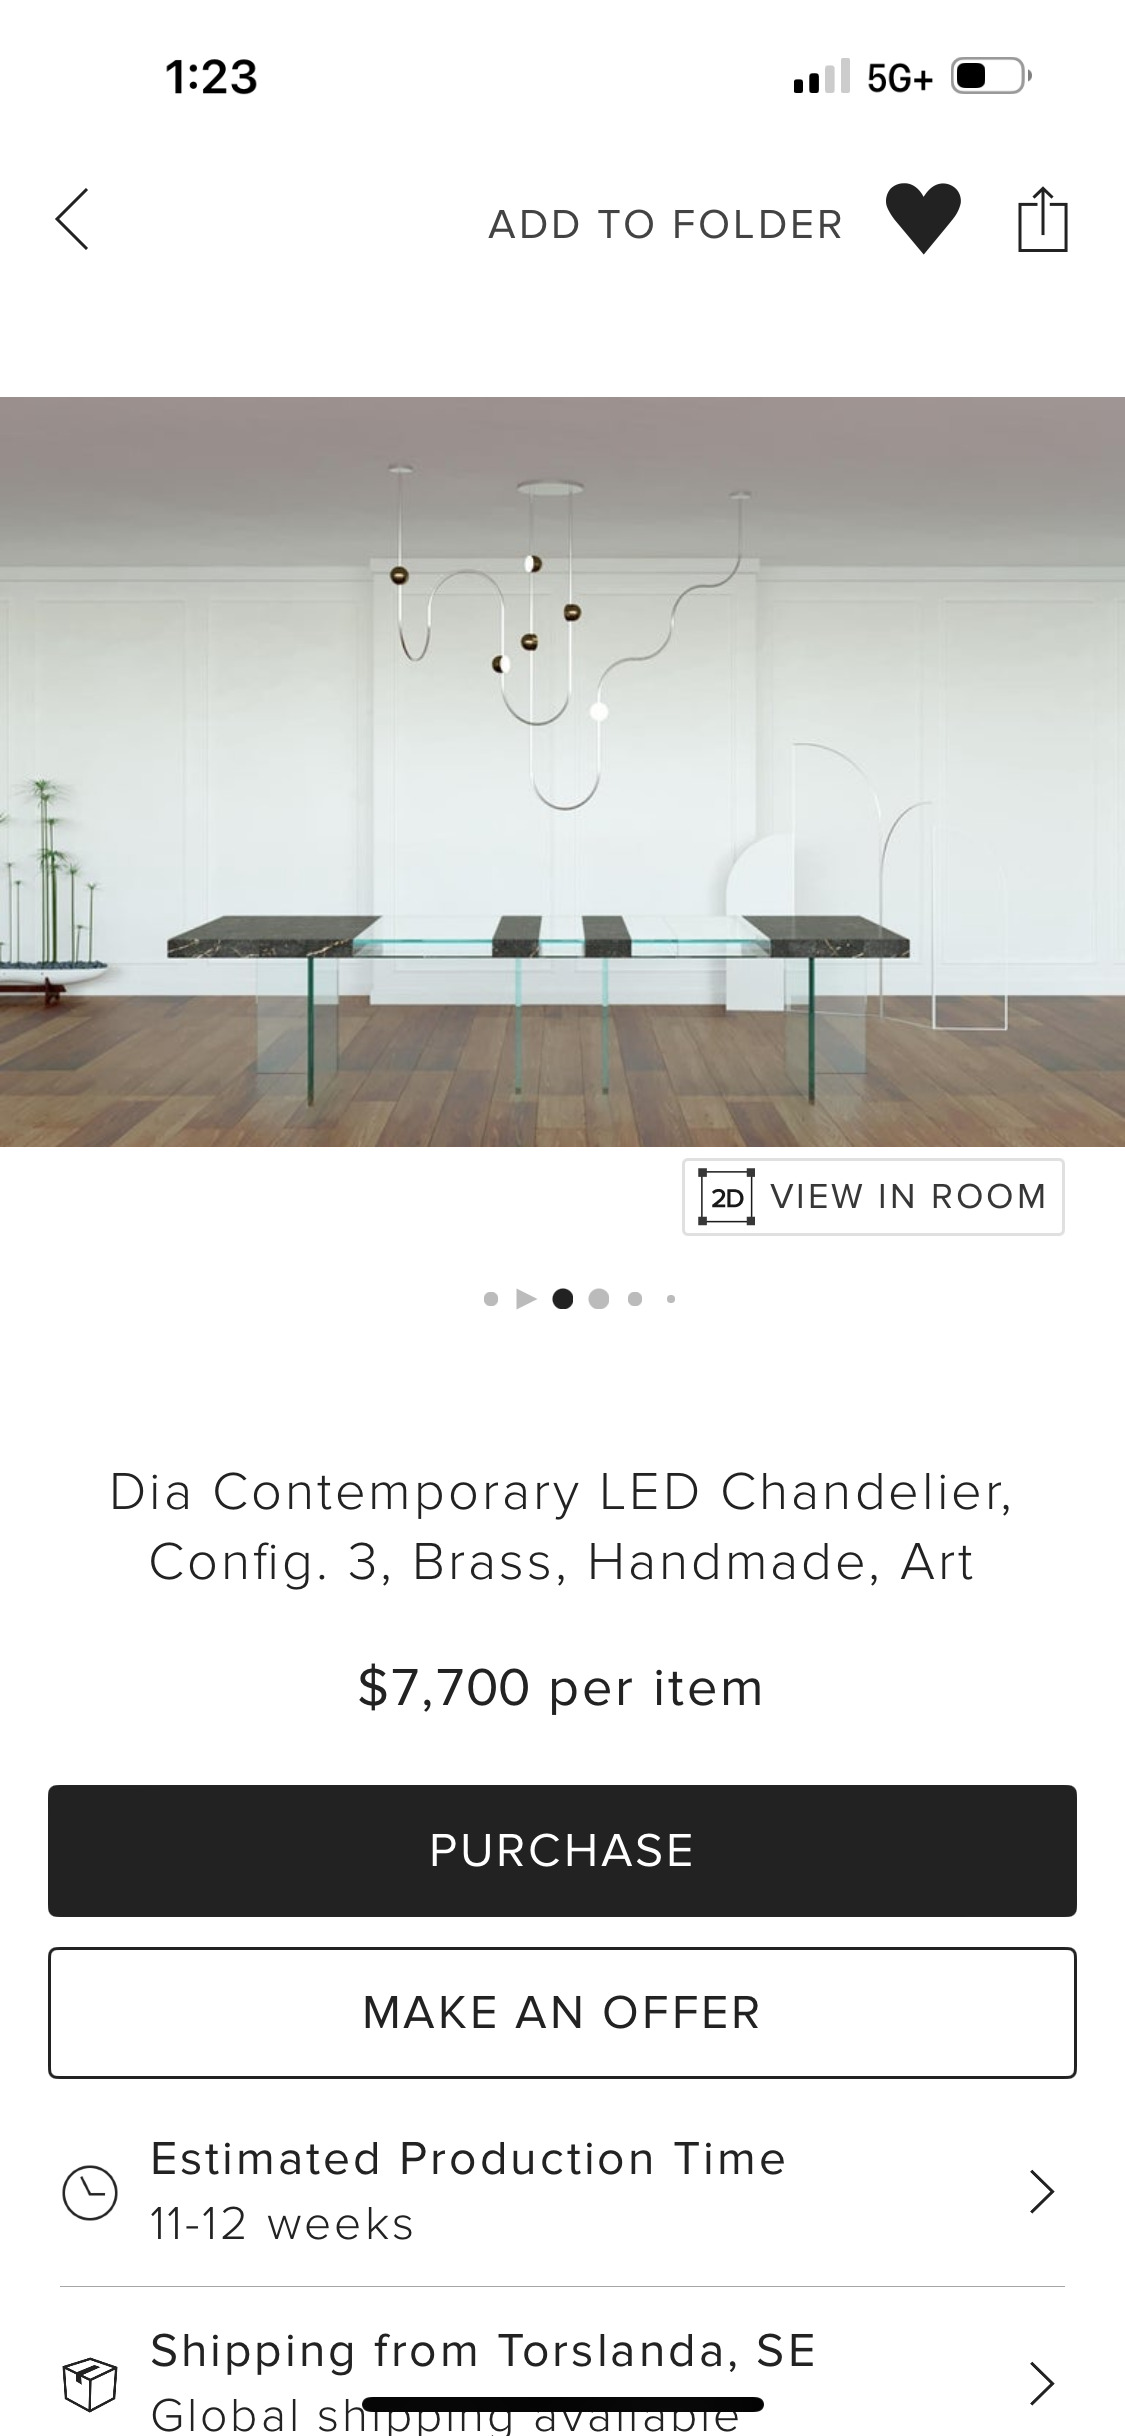 1:23
5G+
ADD TO FOLDER
2D VIEW IN ROOM
Dia Contemporary LED Chandelier,
Config. 3, Brass, Handmade, Art
$7,700 per item
PURCHASE
MAKE AN OFFER
Estimated Production Time
11-12 weeks
Shipping from Torslanda, SE
Global shipping available